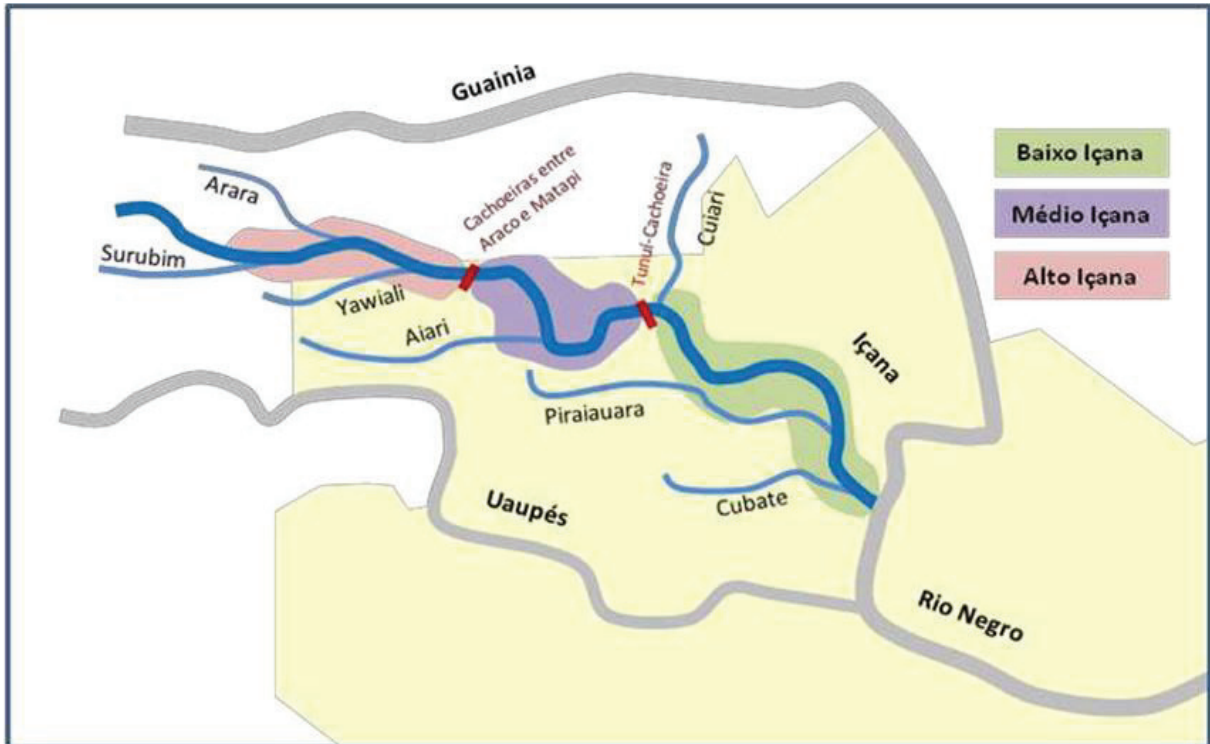 Guainia
Baixo Içana
Médio Içana
Alto Içana
Arara
Cachoeiras entre
Araco e Matapi
Tunuí-Cachoeira
Cuiari
Surubim
Yawiali
Aiari
Içana
Piraiauara
Uaupés
Cubate
Rio Negro